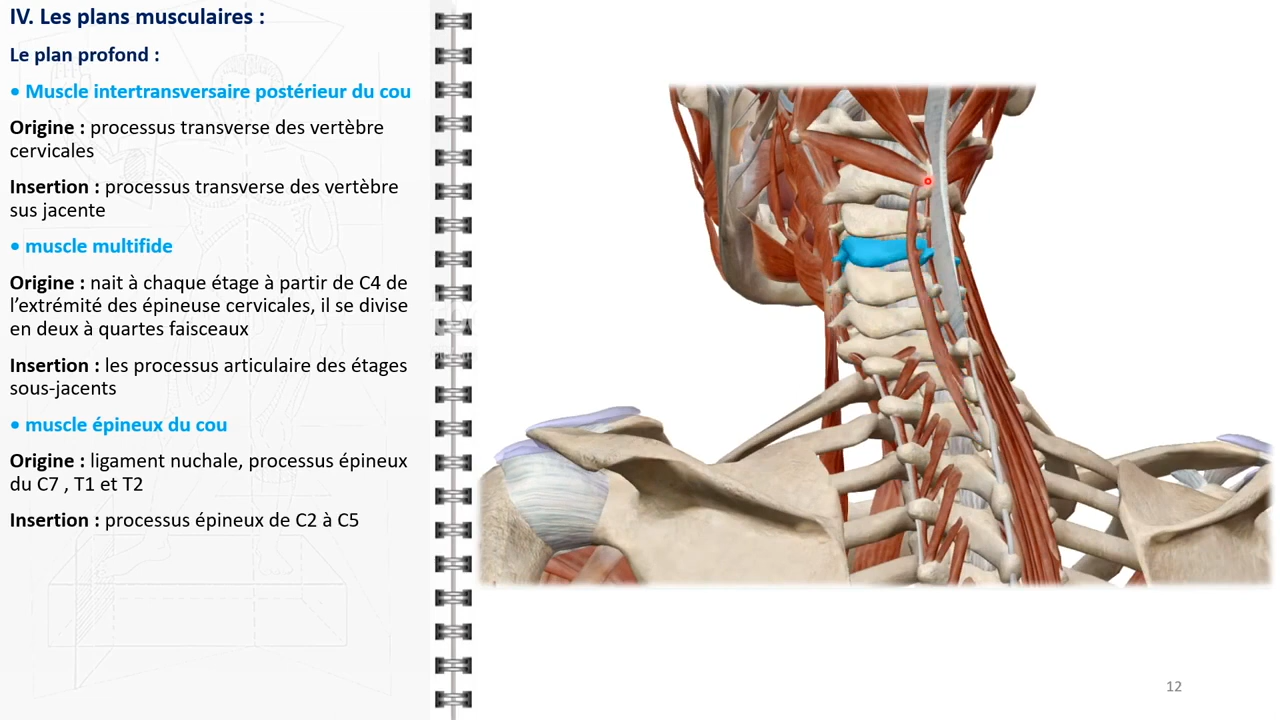 IV. Les plans musculaires :
Le plan profond :
• Muscle intertransversaire postérieur du cou
Origine : processus transverse des vertèbre
cervicales
Insertion : processus transverse des vertèbre
sus jacente
• muscle multifide
Origine : nait à chaque étage à partir de C4 de
l'extrémité des épineuse cervicales, il se divise
en deux à quartes faisceaux
Insertion : les processus articulaire des étages
sous-jacents
• muscle épineux du cou
Origine : ligament nuchale, processus épineux
du C7 , T1 et T2
Insertion : processus épineux de C2 à C5
12